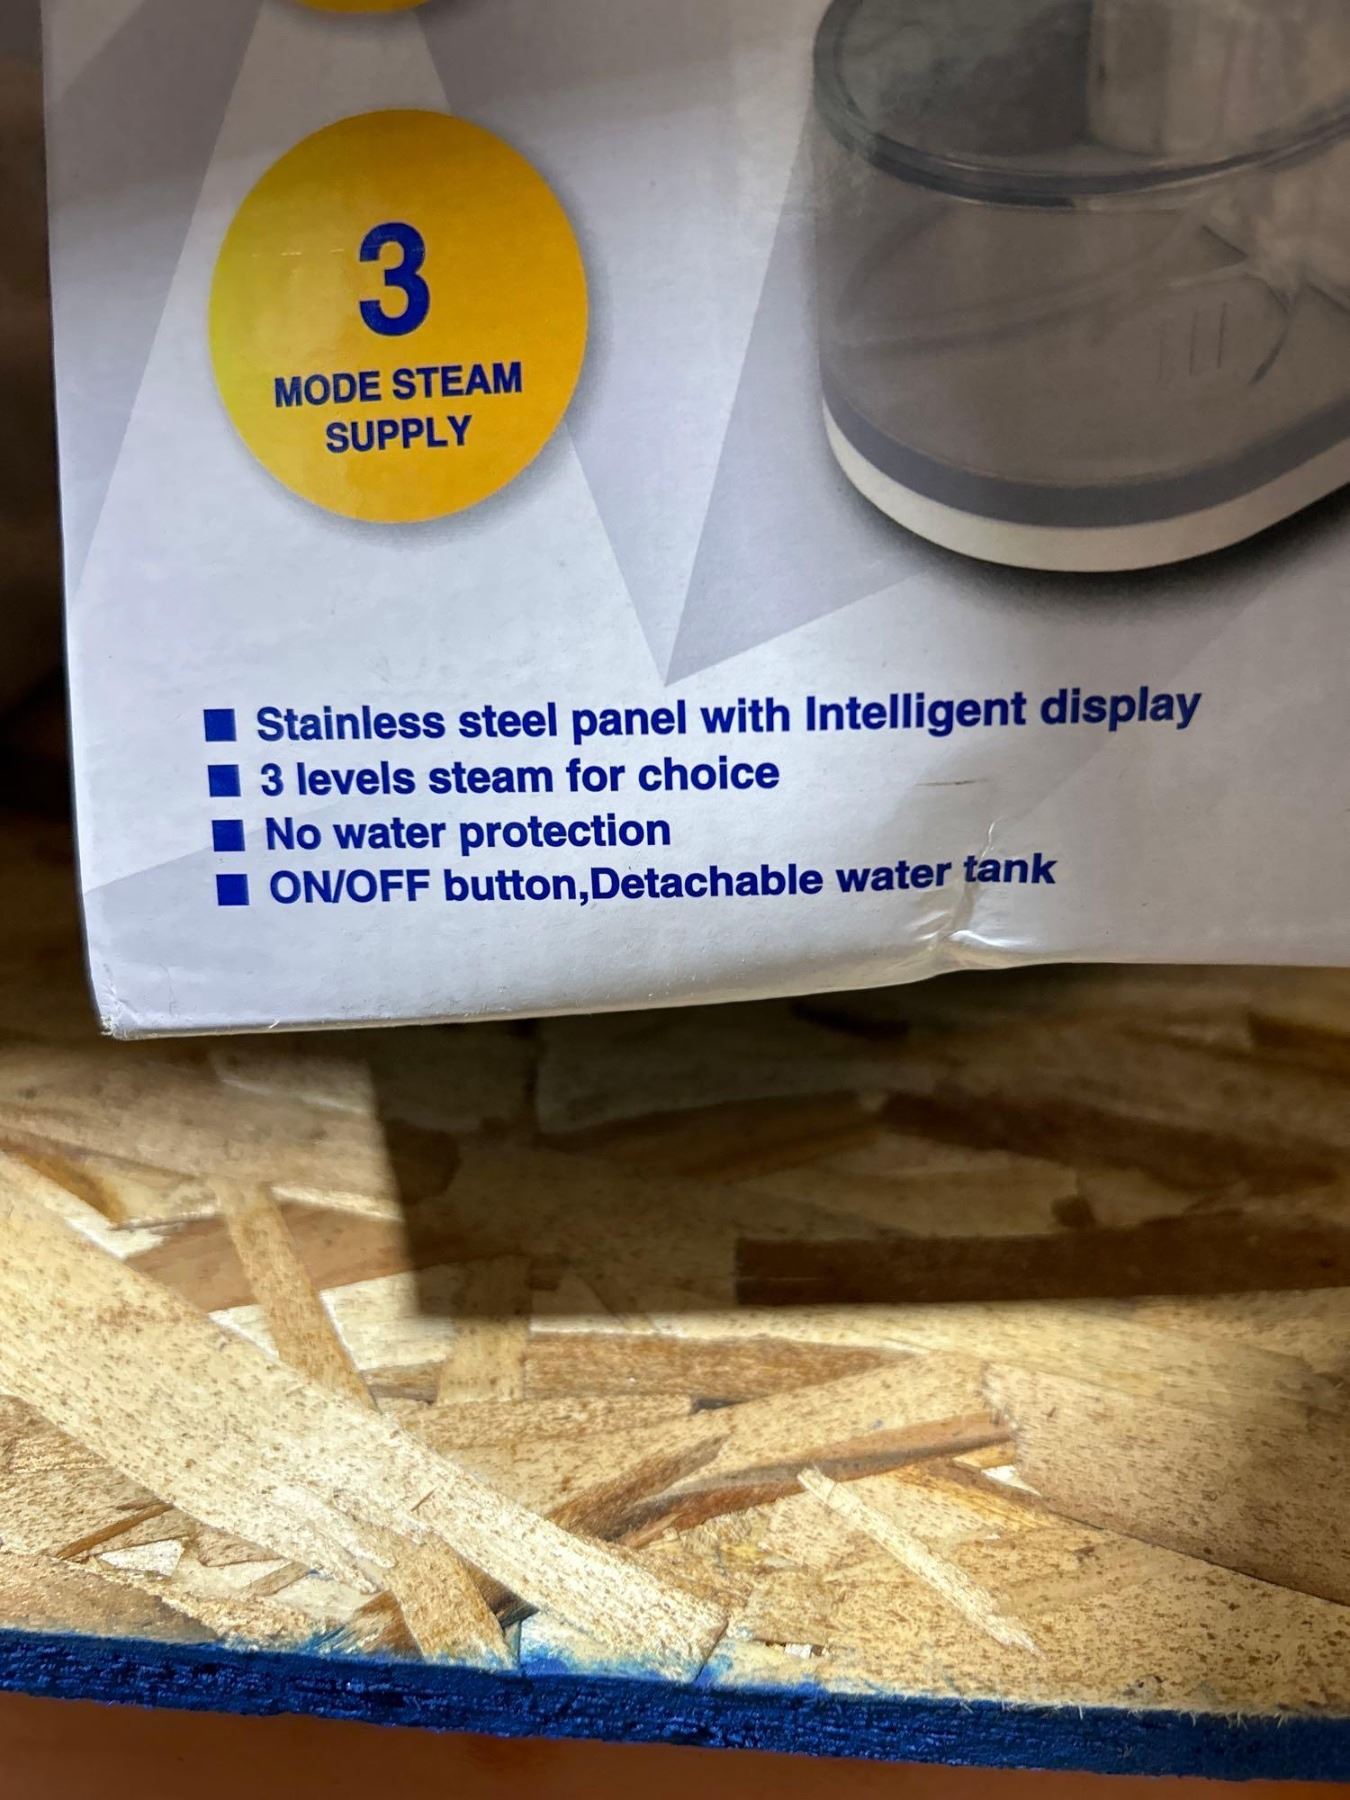 3
MODE STEAM
SUPPLY
Stainless steel panel with Intelligent display
3 levels steam for choice
No water protection
ON/OFF button,Detachable water tank